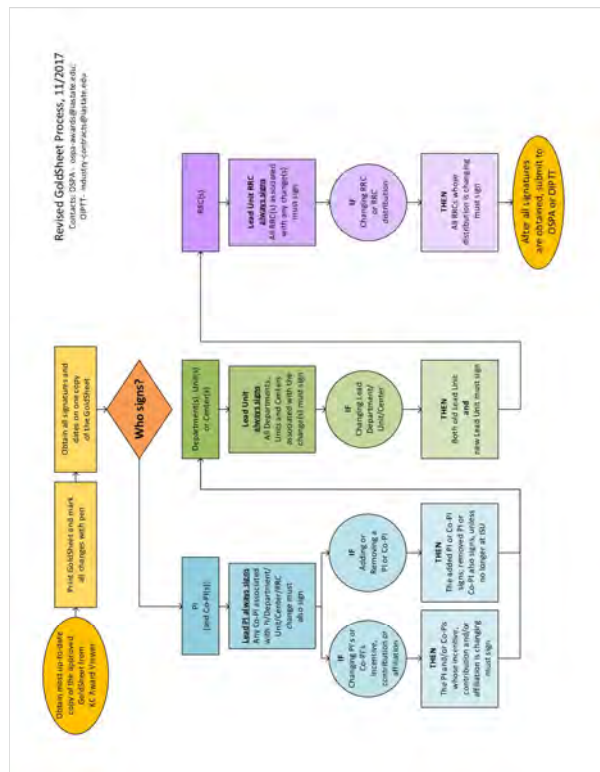 Revised GoldSheet Process, 11/2017
Contacts: OSPA - ospa-awards@iastate.edu;
OIPTT- industry-contracts@iastate.edu
Obtain most up-to-date
copy of the approved
GoldSheet from
KC Award Viewer
Print GoldSheet and mark
all changes with pen
Obtain all signatures and
dates on one copy
of the GoldSheet
Who signs?
PI
(and Co-PI(s))
Lead PI always signs
Any Co-PI associated
with h/Department/
Unit/Center/RRC
change must
also sign
IF
Changing PI's or
Co-PI's
incentive,
contribution or
affiliation
THEN
The PI and/or Co-PIs
whose incentive,
contribution and/or
affiliation is changing
must sign
IF
Adding or
Removing a
PI or Co-PI
THEN
The added PI or Co-PI
signs; removed PI or
Co-PI also signs, unless
no longer at ISU
Department(s), Unit(s)
or Center(s)
Lead Unit
always signs
All Departments,
Units and Centers
associated with the
change(s) must sign
IF
Changing Lead
Department/
Unit/Center
THEN
Both old Lead Unit
and
new Lead Unit must sign
RRC(s)
Lead Unit RRC
always signs
All RRC(s) associated
with any change(s)
must sign
IF
Changing RRC
or RRC
distribution
THEN
All RRCs whose
distribution is changing
must sign
After all signatures
are obtained, submit to
OSPA or OIPTT